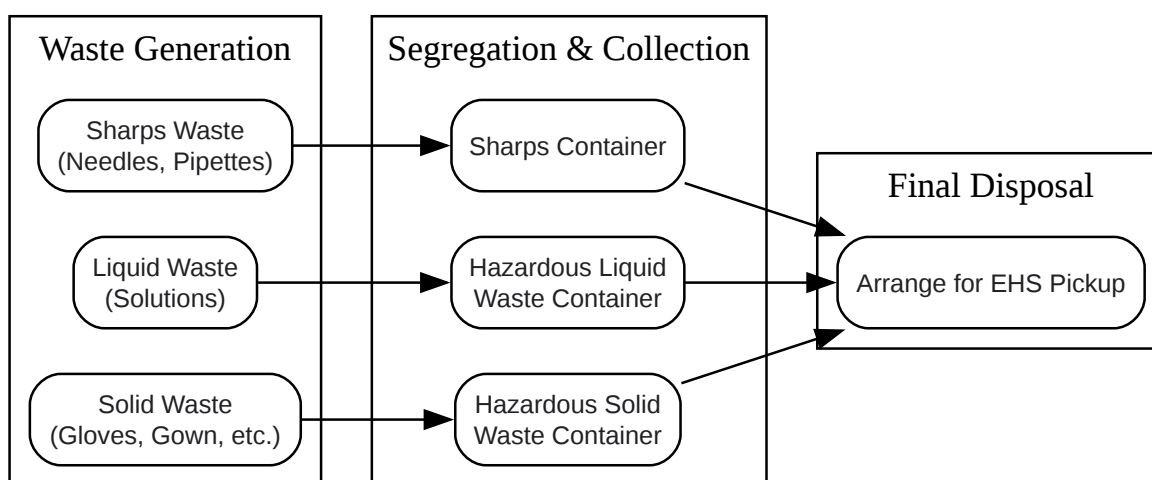 Waste Generation
Sharps Waste
(Needles, Pipettes)
Liquid Waste
(Solutions)
Solid Waste
(Gloves, Gown, etc.)
Segregation & Collection
Sharps Container
Hazardous Liquid
Waste Container
Hazardous Solid
Waste Container
Final Disposal
Arrange for EHS Pickup